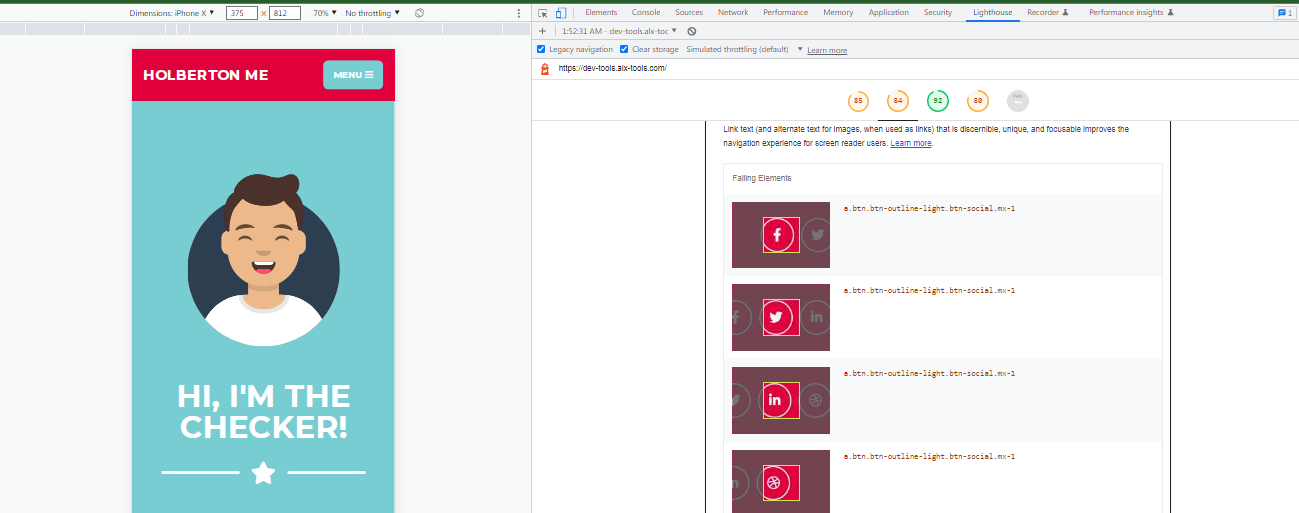 Dimensions: iPhone X ▼ 375 × 812 70% ▼ No throttling ▼
Elements Console Sources Network Performance Memory Application Security Lighthouse Recorder Performance insights 1
1:52:31 AM - dev-tools.alx-toc ▼
Legacy navigation Clear storage Simulated throttling (default) ▼ Learn more
https://dev-tools.alx-tools.com/
85 84 92 80
HOLBERTON ME
MENU
HI, I'M THE
CHECKER!
Link text (and alternate text for images, when used as links) that is discernible, unique, and focusable improves the
navigation experience for screen reader users. Learn more.
Failing Elements
a.btn.btn-outline-light.btn-social.mx-1
a.btn.btn-outline-light.btn-social.mx-1
a.btn.btn-outline-light.btn-social.mx-1
a.btn.btn-outline-light.btn-social.mx-1